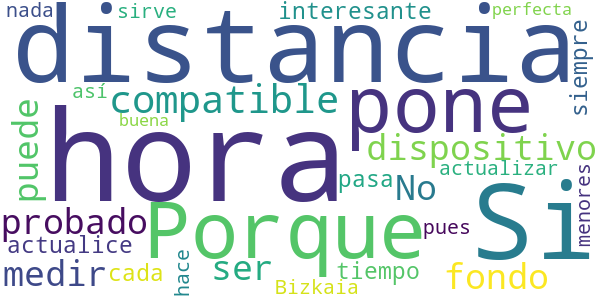 nada sirve interesante perfecta
distancia siempre
así compatible pone
buena
puede hora dispositivo
actualizar
pasa No menores
probado Porque pues Si
actualice
medir cada hace ser tiempo fondo
Bizkaia